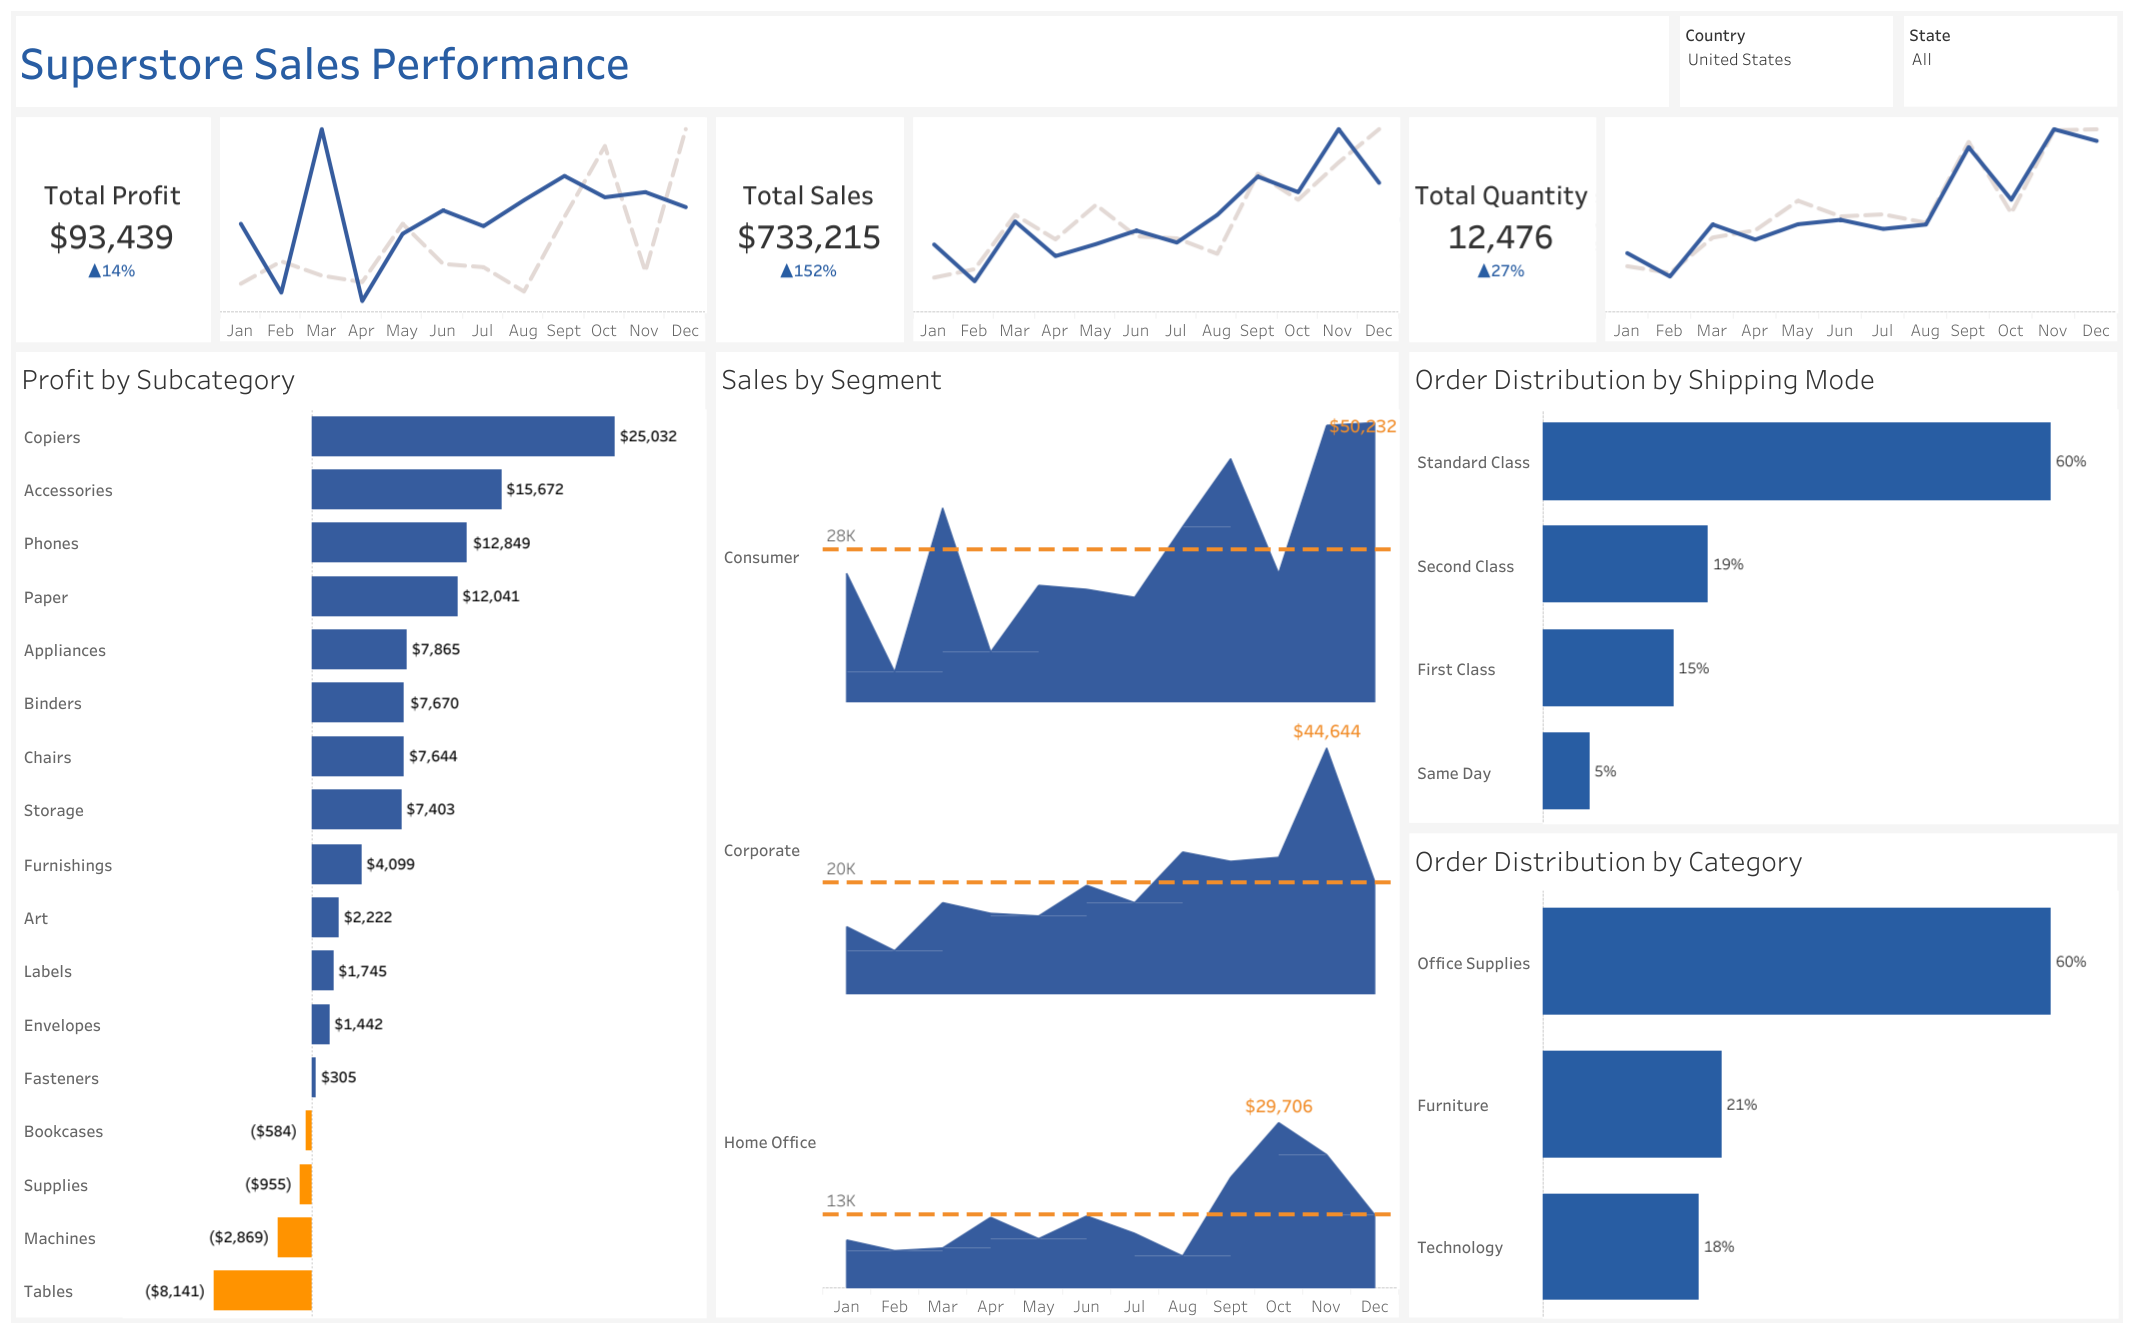 Superstore Sales Performance
Country
United States
State
All
Total Profit
$93,439
▲14%
Jan Feb Mar Apr May Jun Jul Aug Sept Oct Nov Dec
Total Sales
$733,215
▲152%
Jan Feb Mar Apr May Jun Jul Aug Sept Oct Nov Dec
Total Quantity
12,476
▲27%
Jan Feb Mar Apr May Jun Jul Aug Sept Oct Nov Dec
Profit by Subcategory
Copiers $25,032
Accessories $15,672
Phones $12,849
Paper $12,041
Appliances $7,865
Binders $7,670
Chairs $7,644
Storage $7,403
Furnishings $4,099
Art $2,222
Labels $1,745
Envelopes $1,442
Fasteners $305
Bookcases ($584)
Supplies ($955)
Machines ($2,869)
Tables ($8,141)
Sales by Segment
$50,232
28K
Consumer
$44,644
Corporate
20K
$29,706
Home Office
13K
Jan Feb Mar Apr May Jun Jul Aug Sept Oct Nov Dec
Order Distribution by Shipping Mode
Standard Class 60%
Second Class 19%
First Class 15%
Same Day 5%
Order Distribution by Category
Office Supplies 60%
Furniture 21%
Technology 18%